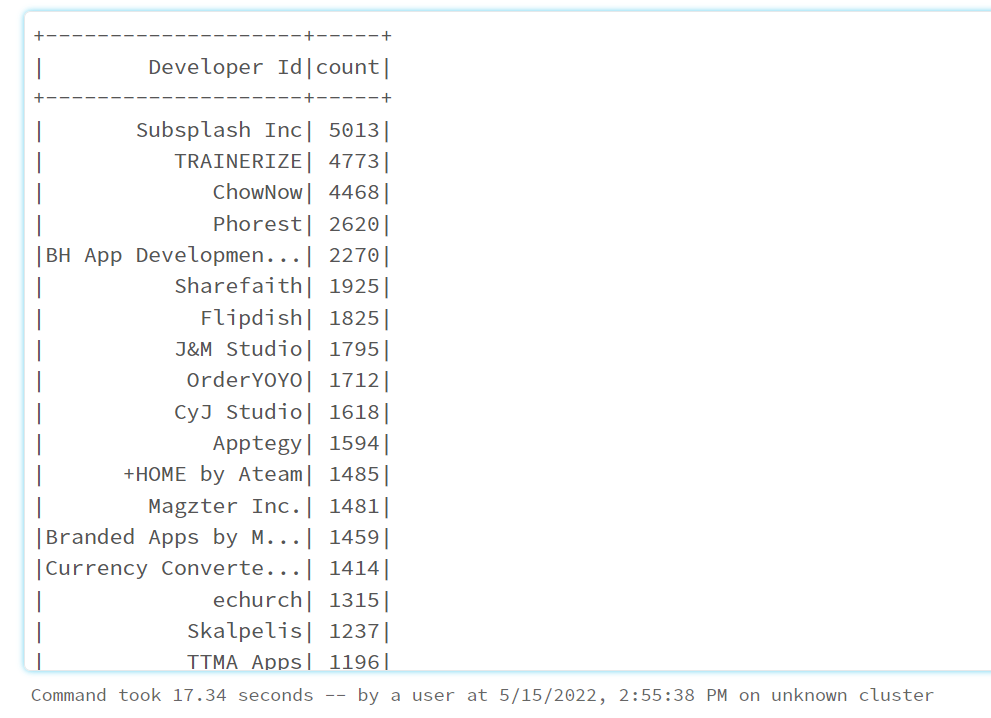 +--------------------+-----+
|        Developer Id|count|
+--------------------+-----+
|       Subsplash Inc| 5013|
|          TRAINERIZE| 4773|
|             ChowNow| 4468|
|             Phorest| 2620|
|BH App Developmen...| 2270|
|          Sharefaith| 1925|
|            Flipdish| 1825|
|          J&M Studio| 1795|
|           OrderYOYO| 1712|
|          CyJ Studio| 1618|
|             Apptegy| 1594|
|      +HOME by Ateam| 1485|
|        Magzter Inc.| 1481|
|Branded Apps by M...| 1459|
|Currency Converte...| 1414|
|             echurch| 1315|
|           Skalpelis| 1237|
|           TTMA Apps| 1196|
Command took 17.34 seconds -- by a user at 5/15/2022, 2:55:38 PM on unknown cluster